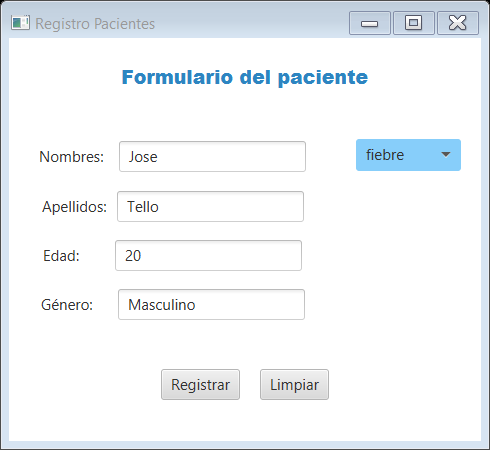 Registro Pacientes
Formulario del paciente
Nombres: Jose fiebre
Apellidos: Tello
Edad: 20
Género: Masculino
Registrar Limpiar